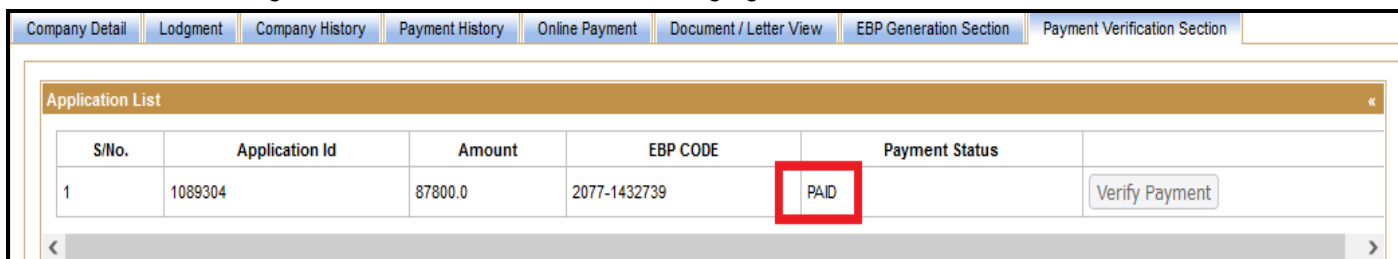 Company Detail Lodgment Company History Payment History Online Payment Document / Letter View EBP Generation Section Payment Verification Section
Application List «
S/No. Application Id Amount EBP CODE Payment Status
1 1089304 87800.0 2077-1432739 PAID Verify Payment